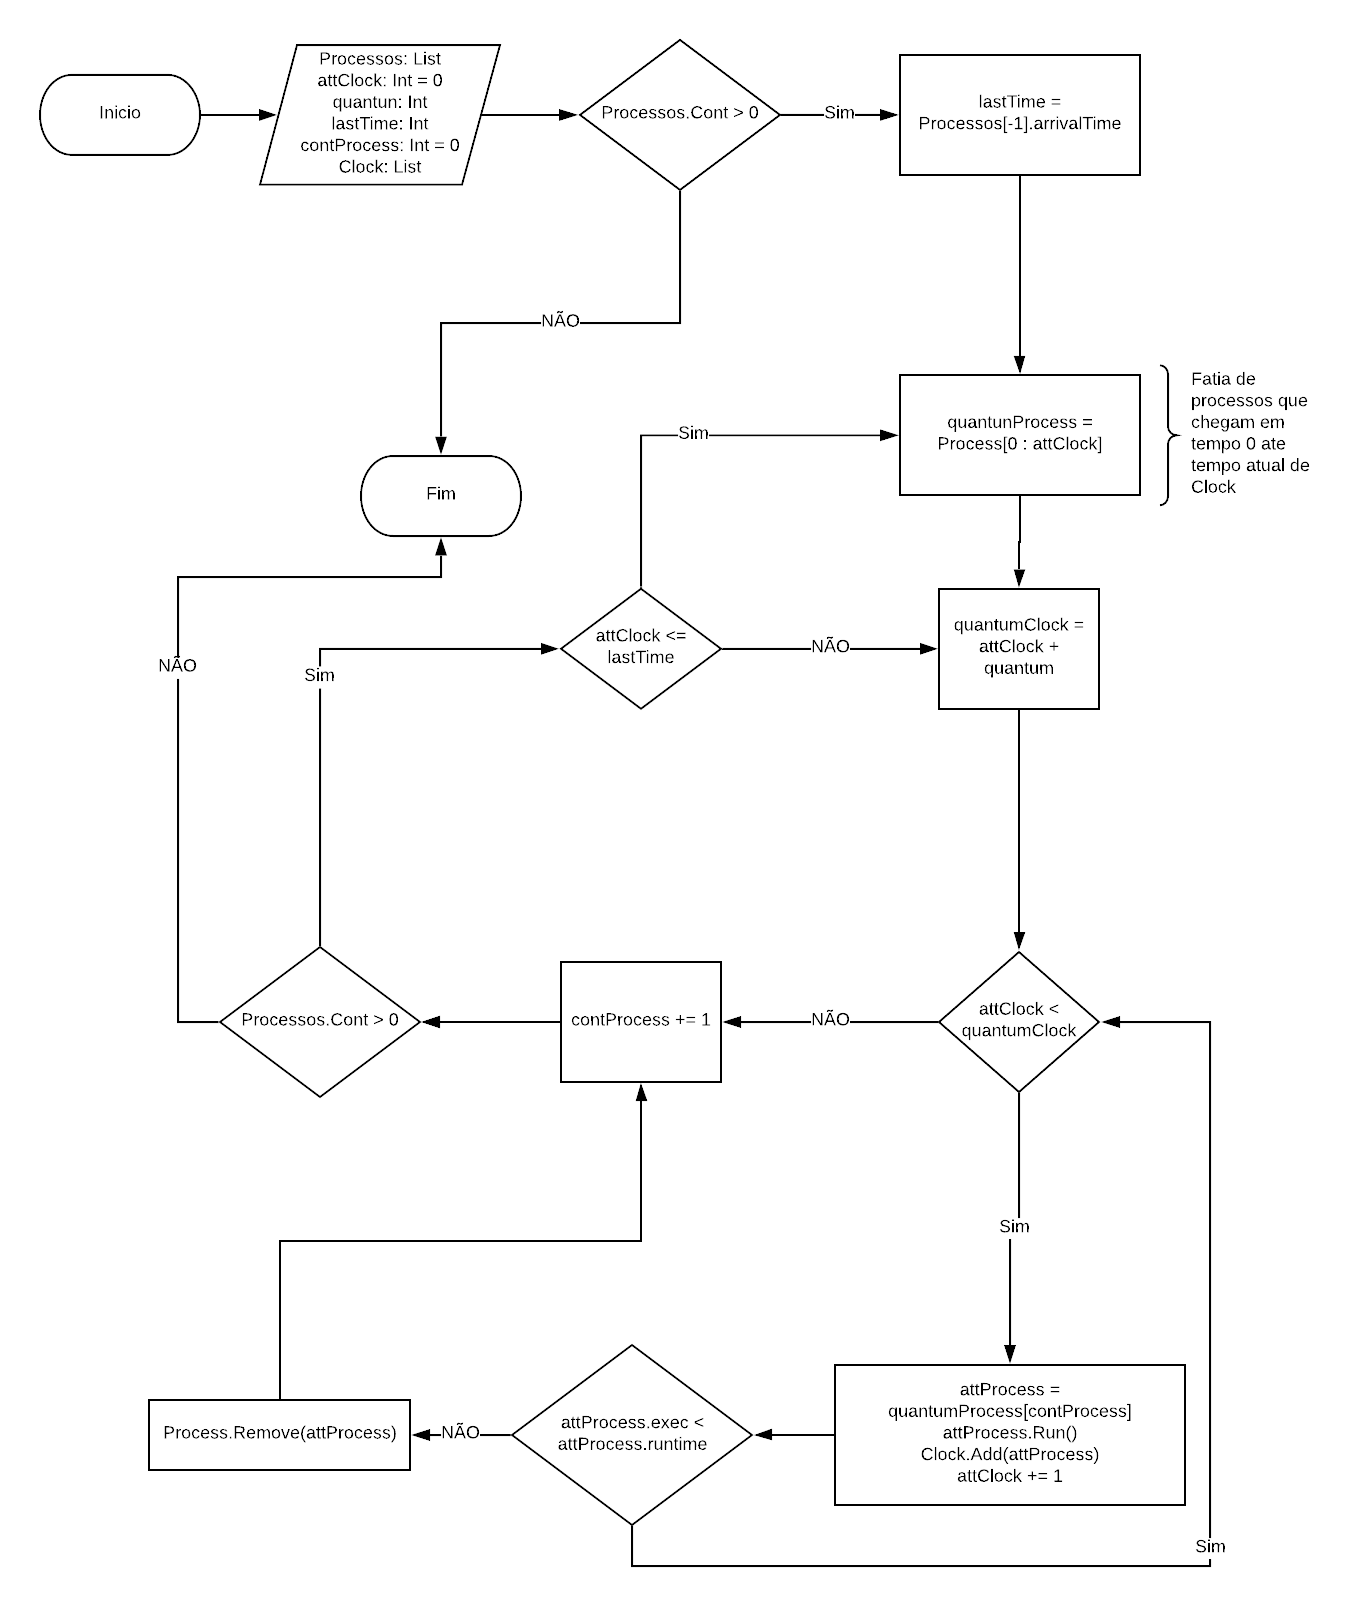 Inicio
Processos: List
attClock: Int = 0
quantun: Int
lastTime: Int
contProcess: Int = 0
Clock: List
Processos.Cont > 0
Sim
lastTime =
Processos[-1].arrivalTime
NÃO
Fim
Sim
quantunProcess =
Process[0 : attClock]
Fatia de
processos que
chegam em
tempo 0 ate
tempo atual de
Clock
attClock <=
lastTime
NÃO
quantumClock =
attClock +
quantum
NÃO
Sim
Processos.Cont > 0
contProcess += 1
NÃO
attClock <
quantumClock
Sim
attProcess =
quantumProcess[contProcess]
attProcess.Run()
Clock.Add(attProcess)
attClock += 1
attProcess.exec <
attProcess.runtime
NÃO
Process.Remove(attProcess)
Sim